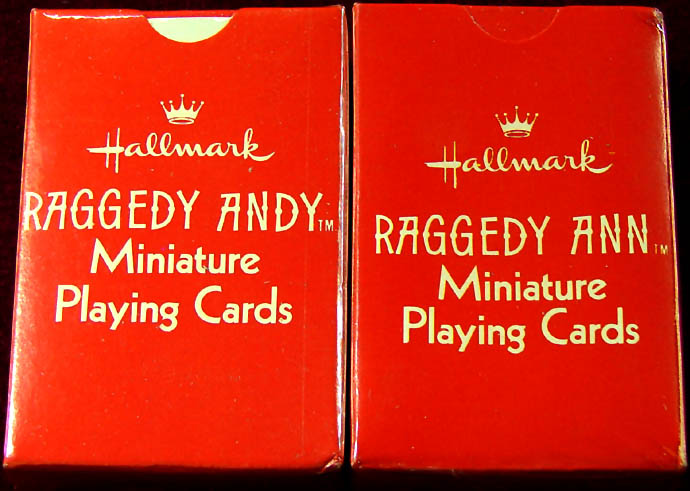 Hallmark
RAGGEDY ANDY™
Miniature
Playing Cards
Hallmark
RAGGEDY ANN™
Miniature
Playing Cards